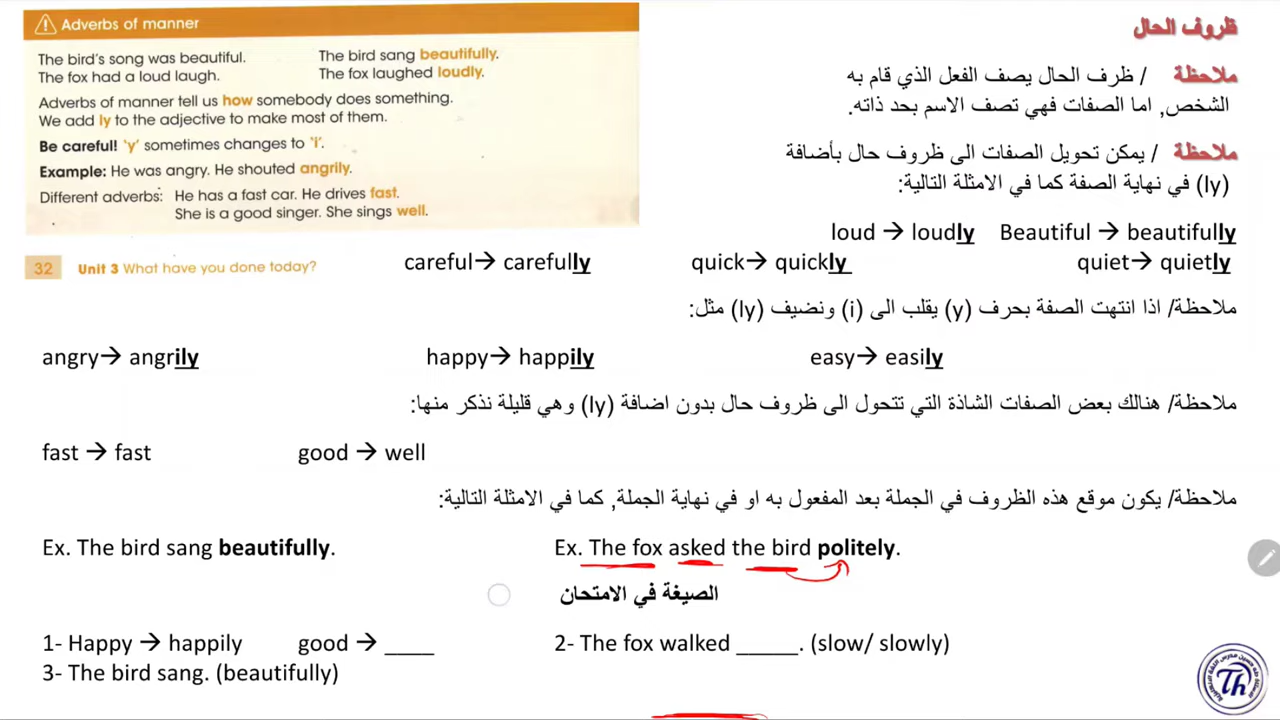 Adverbs of manner
The bird's song was beautiful. The bird sang beautifully.
The fox had a loud laugh. The fox laughed loudly.
Adverbs of manner tell us how somebody does something.
We add ly to the adjective to make most of them.
Be careful! 'y' sometimes changes to 'i'.
Example: He was angry. He shouted angrily.
Different adverbs: He has a fast car. He drives fast.
She is a good singer. She sings well.
32 Unit 3 What have you done today?
ظروف الحال
ملاحظة / ظرف الحال يصف الفعل الذي قام به
الشخص, اما الصفات فهي تصف الاسم بحد ذاته.
ملاحظة / يمكن تحويل الصفات الى ظروف حال بأضافة
(ly) في نهاية الصفة كما في الامثلة التالية:
loud → loudly Beautiful → beautifully
careful→ carefully quick→ quickly quiet→ quietly
ملاحظة/ اذا انتهت الصفة بحرف (y) يقلب الى (i) ونضيف (ly) مثل:
angry→ angrily happy→ happily easy→ easily
ملاحظة/ هنالك بعض الصفات الشاذة التي تتحول الى ظروف حال بدون اضافة (ly) وهي قليلة نذكر منها:
fast → fast good → well
ملاحظة/ يكون موقع هذه الظروف في الجملة بعد المفعول به او في نهاية الجملة, كما في الامثلة التالية:
Ex. The bird sang beautifully. Ex. The fox asked the bird politely.
الصيغة في الامتحان
1- Happy → happily good → ____ 2- The fox walked _____. (slow/ slowly)
3- The bird sang. (beautifully)
Th